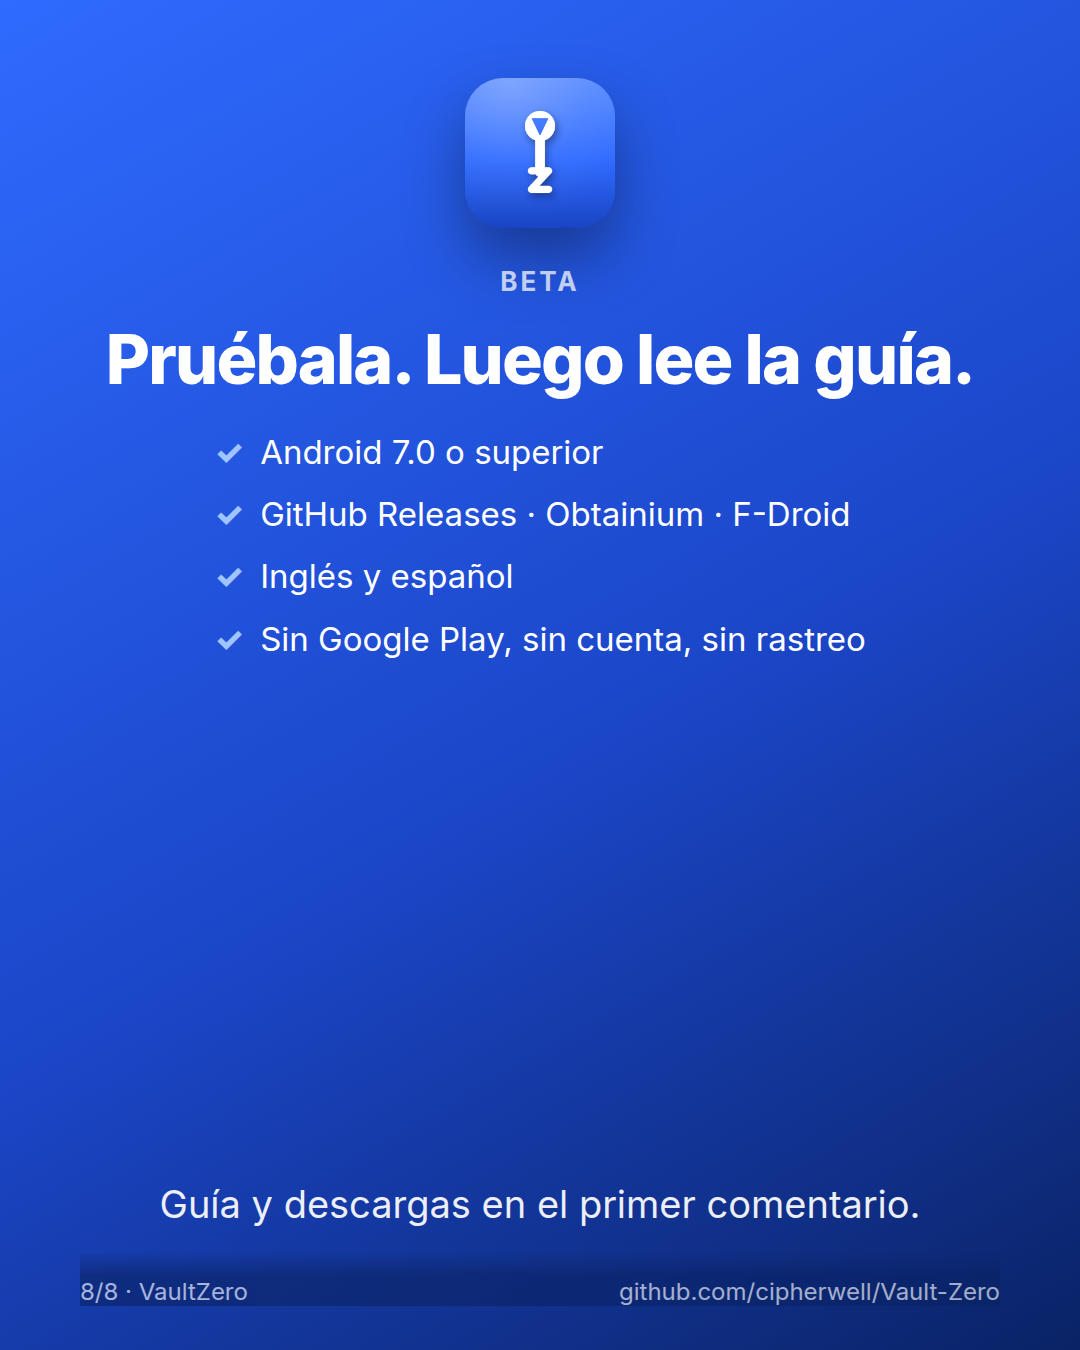 BETA
Pruébala. Luego lee la guía.
Android 7.0 o superior
GitHub Releases · Obtainium · F-Droid
Inglés y español
Sin Google Play, sin cuenta, sin rastreo
Guía y descargas en el primer comentario.
8/8 · VaultZero
github.com/cipherwell/Vault-Zero